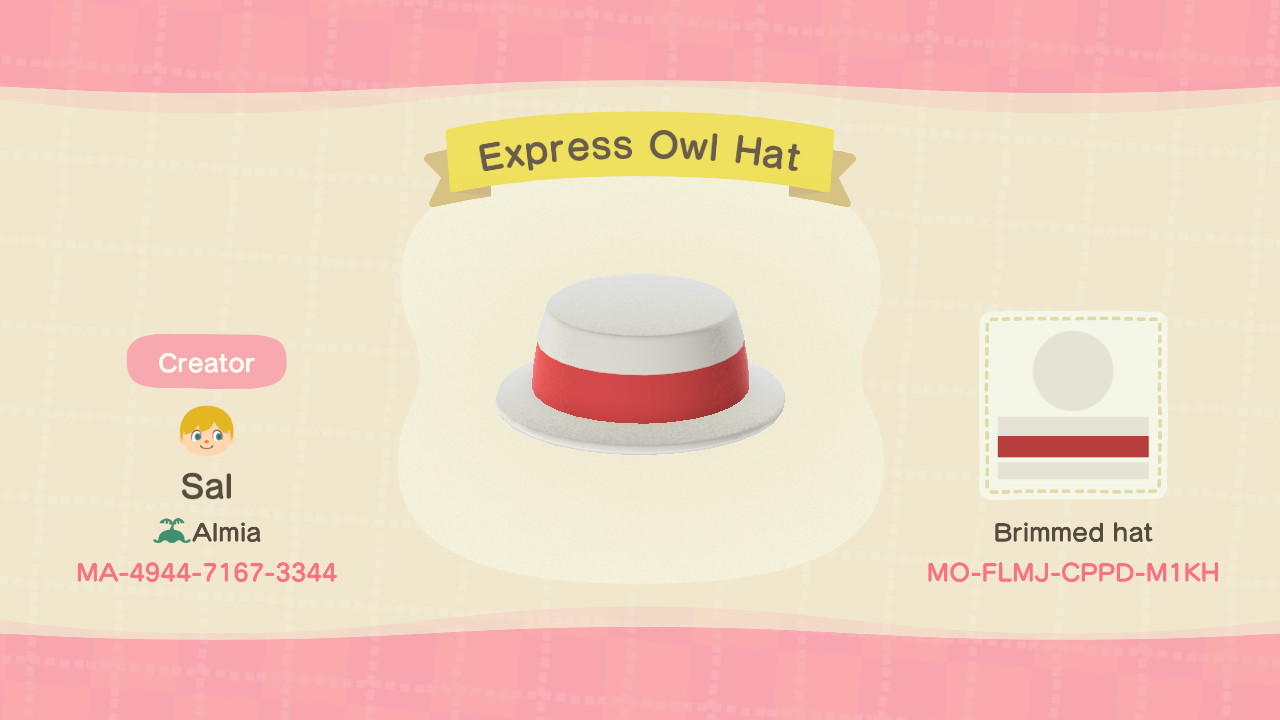 Express Owl Hat
Creator
Sal
Almia
MA-4944-7167-3344
Brimmed hat
MO-FLMJ-CPPD-M1KH